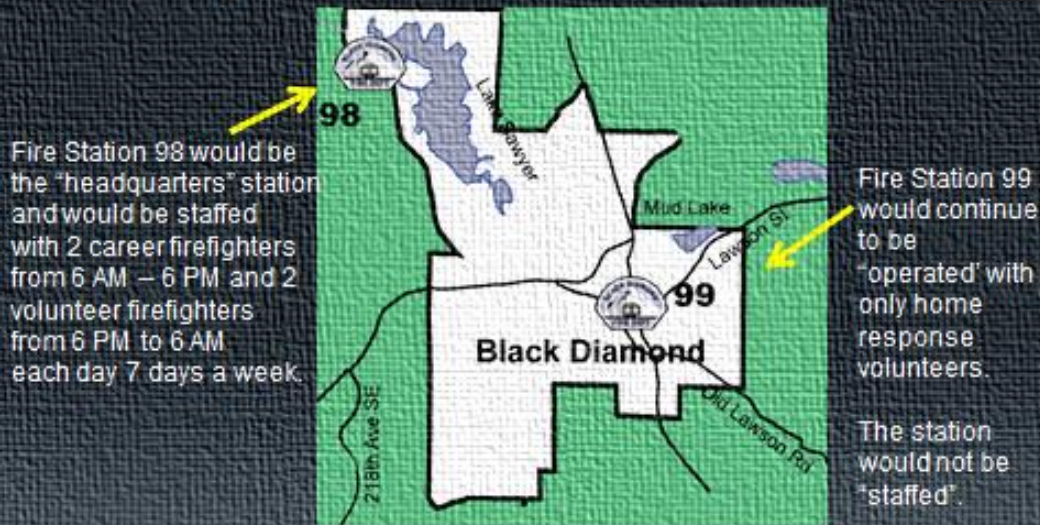 Fire Station 98 would be
the "headquarters" station
and would be staffed
with 2 career firefighters
from 6 AM – 6 PM and 2
volunteer firefighters
from 6 PM to 6 AM
each day 7 days a week.
98
Lake Sawyer
Mud Lake
Lawson St
99
Black Diamond
Old Lawson Rd
218th Ave SE
Fire Station 99
would continue
to be
"operated' with
only home
response
volunteers.
The station
would not be
"staffed".